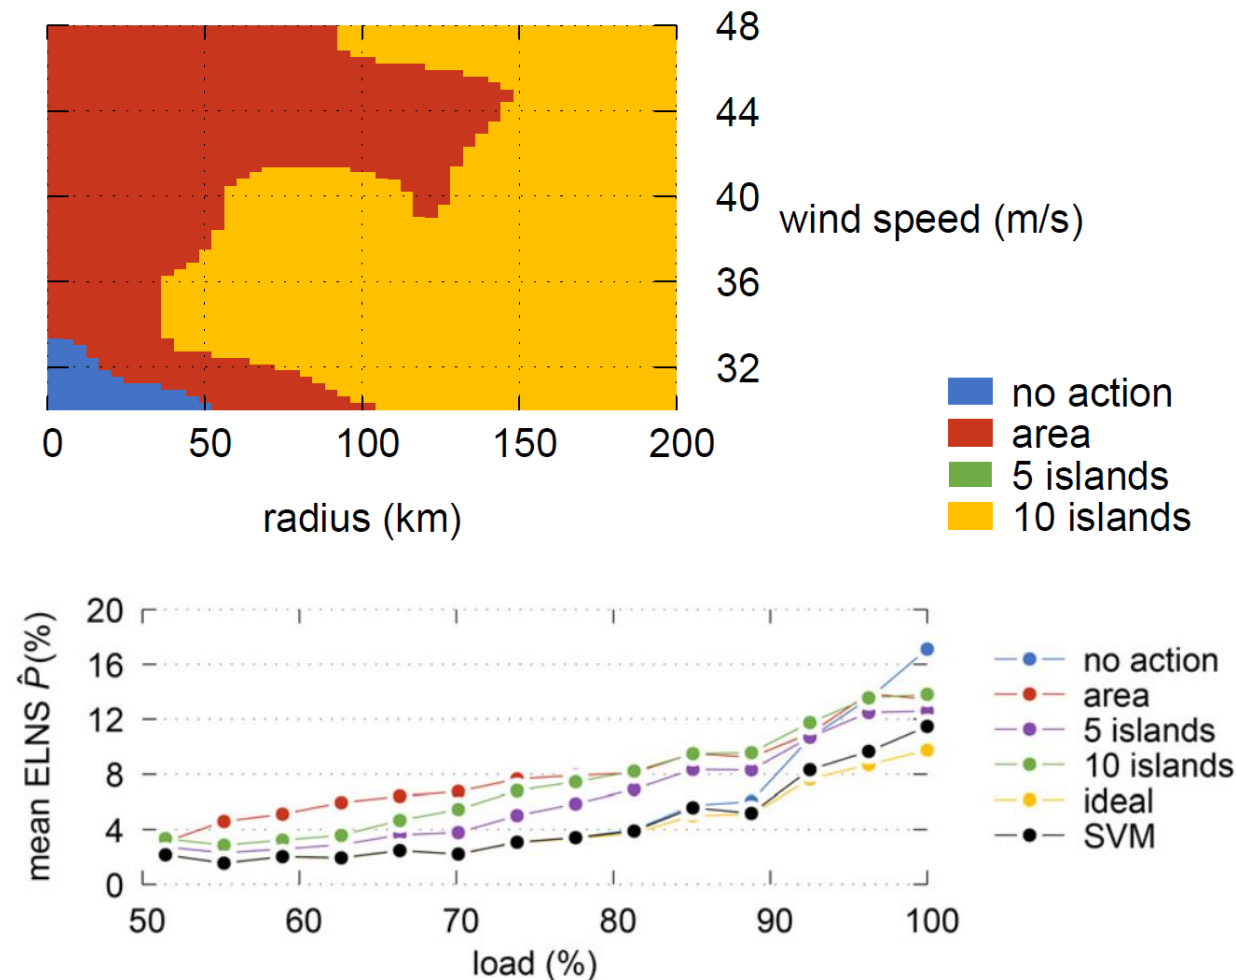 48
44
40
wind speed (m/s)
36
32
0 50 100 150 200
radius (km)
no action
area
5 islands
10 islands
20
16
12
8
4
0
mean ELNS P̂(%)
50 60 70 80 90 100
load (%)
no action
area
5 islands
10 islands
ideal
SVM